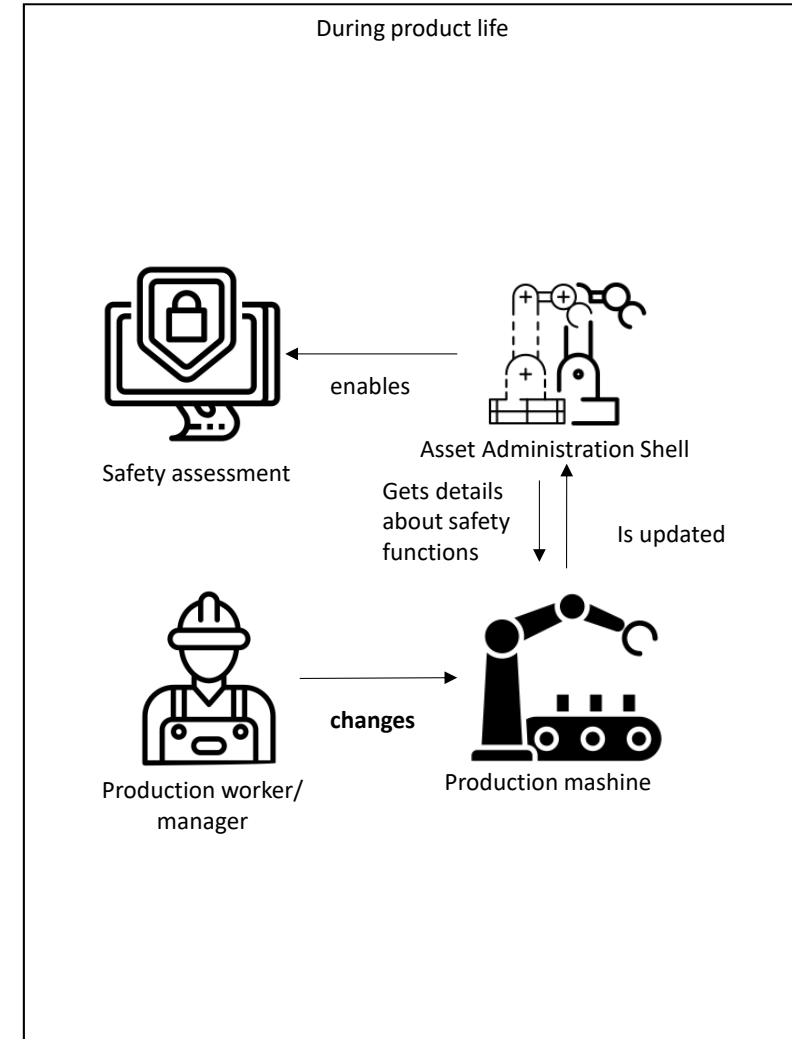 During product life
enables
Safety assessment
Asset Administration Shell
Gets details
about safety
functions
Is updated
changes
Production worker/
manager
Production mashine